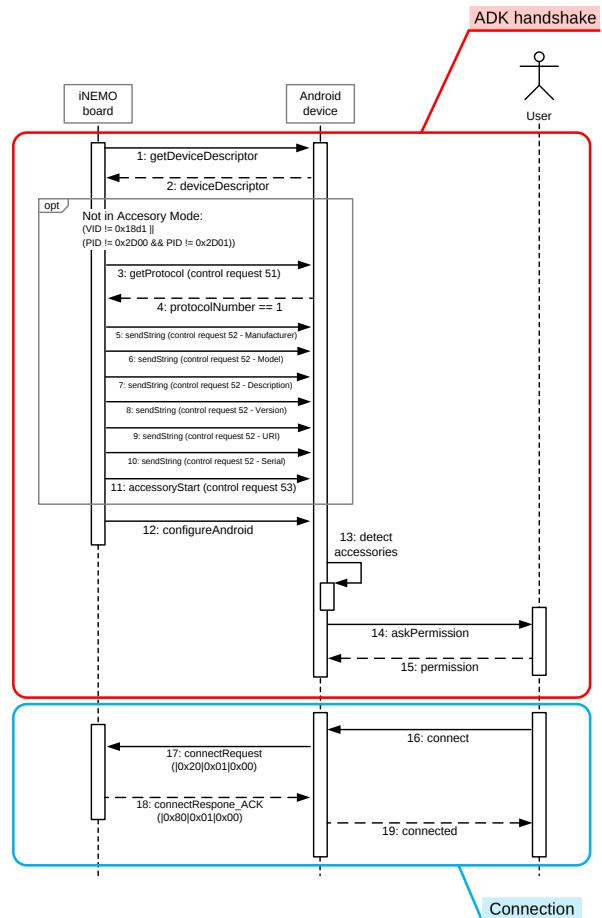 ADK handshake
iNEMO
board
Android
device
User
1: getDeviceDescriptor
2: deviceDescriptor
opt
Not in Accesory Mode:
(VID != 0x18d1 ||
(PID != 0x2D00 && PID != 0x2D01))
3: getProtocol (control request 51)
4: protocolNumber == 1
5: sendString (control request 52 - Manufacturer)
6: sendString (control request 52 - Model)
7: sendString (control request 52 - Description)
8: sendString (control request 52 - Version)
9: sendString (control request 52 - URI)
10: sendString (control request 52 - Serial)
11: accessoryStart (control request 53)
12: configureAndroid
13: detect
accessories
14: askPermission
15: permission
16: connect
17: connectRequest
(|0x20|0x01|0x00)
18: connectRespone_ACK
(|0x80|0x01|0x00)
19: connected
Connection